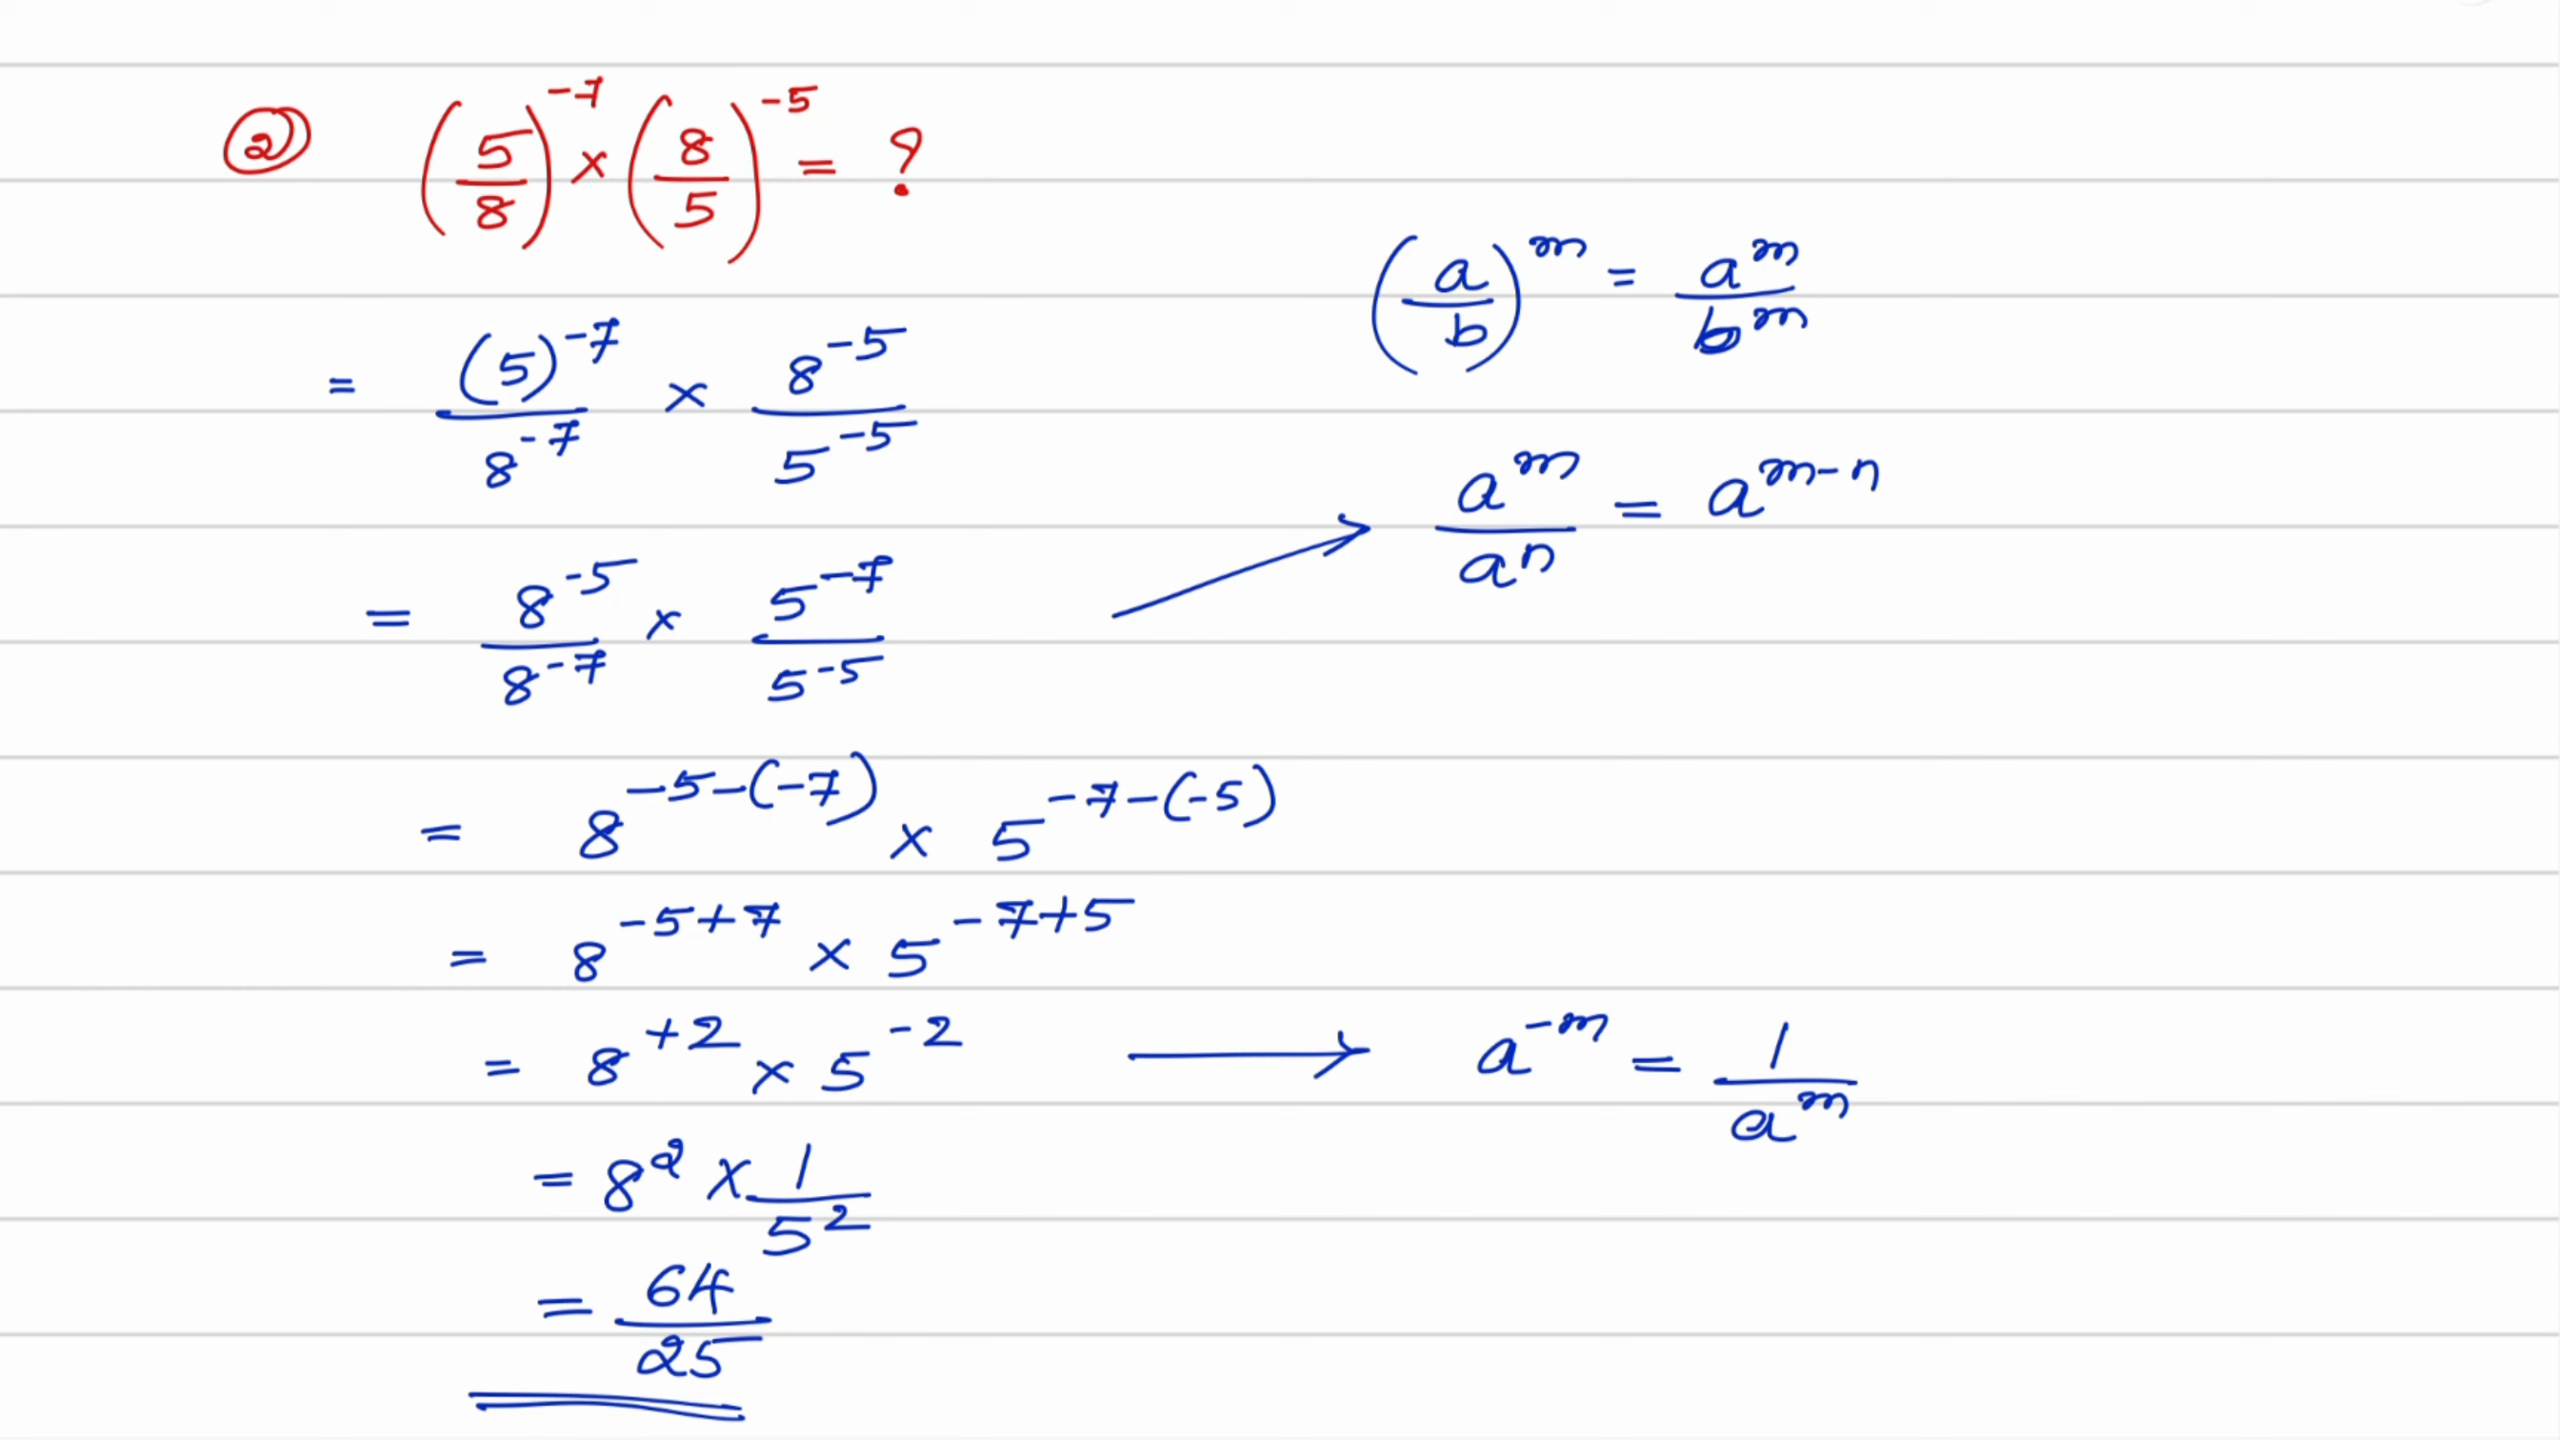 ② (5/8)^-7 × (8/5)^-5 = ?
(a/b)^m = a^m/b^m
= (5)^-7/8^-7 × 8^-5/5^-5
a^m/a^n = a^m-n
= 8^-5/8^-7 × 5^-7/5^-5 →
= 8^-5-(-7) × 5^-7-(-5)
= 8^-5+7 × 5^-7+5
= 8^+2 × 5^-2 → a^-m = 1/a^m
= 8^2 × 1/5^2
= 64/25